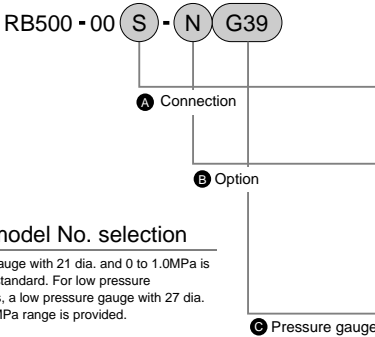 RB500-00 S - N G39
A Connection
B Option
model No. selection
gauge with 21 dia. and 0 to 1.0MPa is
standard. For low pressure
, a low pressure gauge with 27 dia.
MPa range is provided.
C Pressure gauge